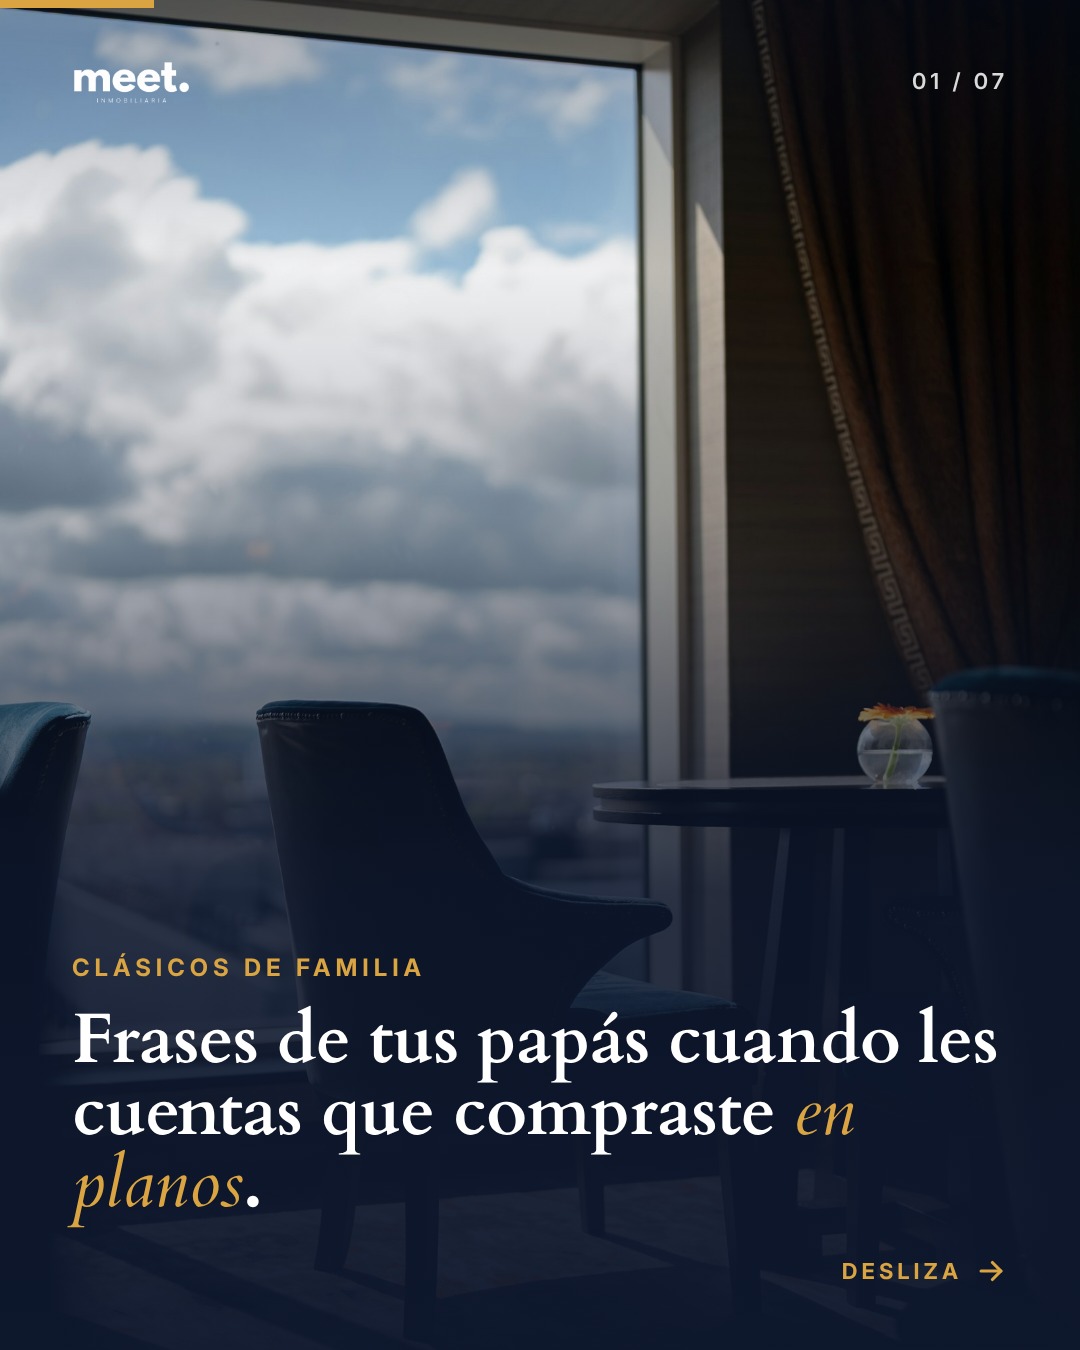 meet.
INMOBILIARIA
01 / 07
CLÁSICOS DE FAMILIA
Frases de tus papás cuando les
cuentas que compraste en
planos.
DESLIZA →